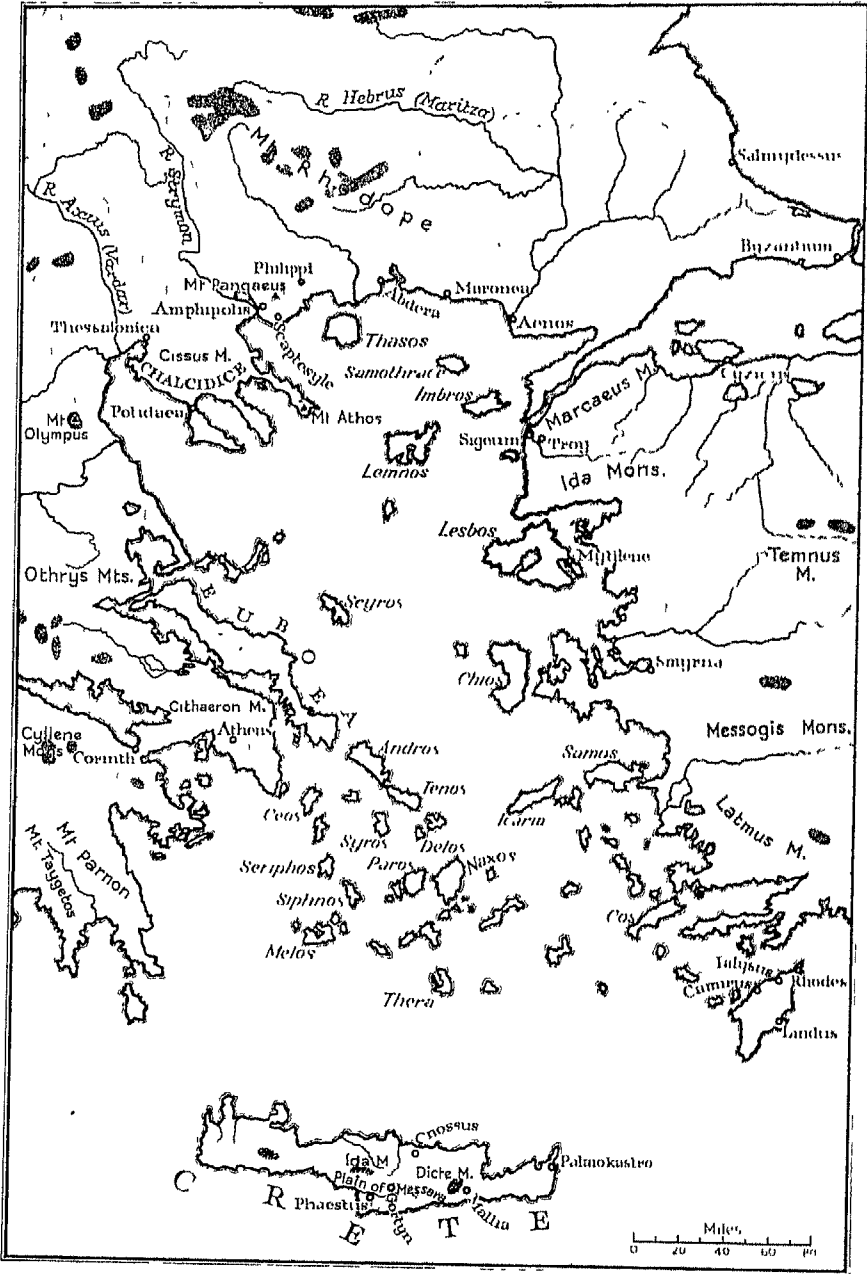 R Hebrus (Maritza)
Mt Rhodope
R Strymon
R Axius (Vardar)
Salmydessus
Byzantium
Philippi
Mt Pangaeus
Amphipolis
Scaptesyle
Abdera
Maronea
Aenos
Thessalonica
Cissus M.
CHALCIDICE
Thasos
Samothrace
Imbros
Marcaeus M.
Cyzicus
Potidaea
Mt Athos
Mt
Olympus
Lemnos
Sigeum
Troy
Ida Mons.
Lesbos
Mytilene
Temnus
M.
Othrys Mts.
EUBOEA
Scyros
Chios
Smyrna
Cithaeron M.
Athens
Cyllene
Mons
Corinth
Messogis Mons.
Andros
Tenos
Samos
Icaria
Ceos
Syros
Delos
Latmus M.
Mt Parnon
Mt. Taygetos
Seriphos
Paros
Naxos
Siphnos
Melos
Cos
Thera
Ialysus
Camirus
Rhodes
Lindus
Cnossus
Ida M
Dicte M.
Palaiokastro
Plain of Messara
Phaestus
Gortyn
Mallia
CRETE
Miles
0 20 40 60 80